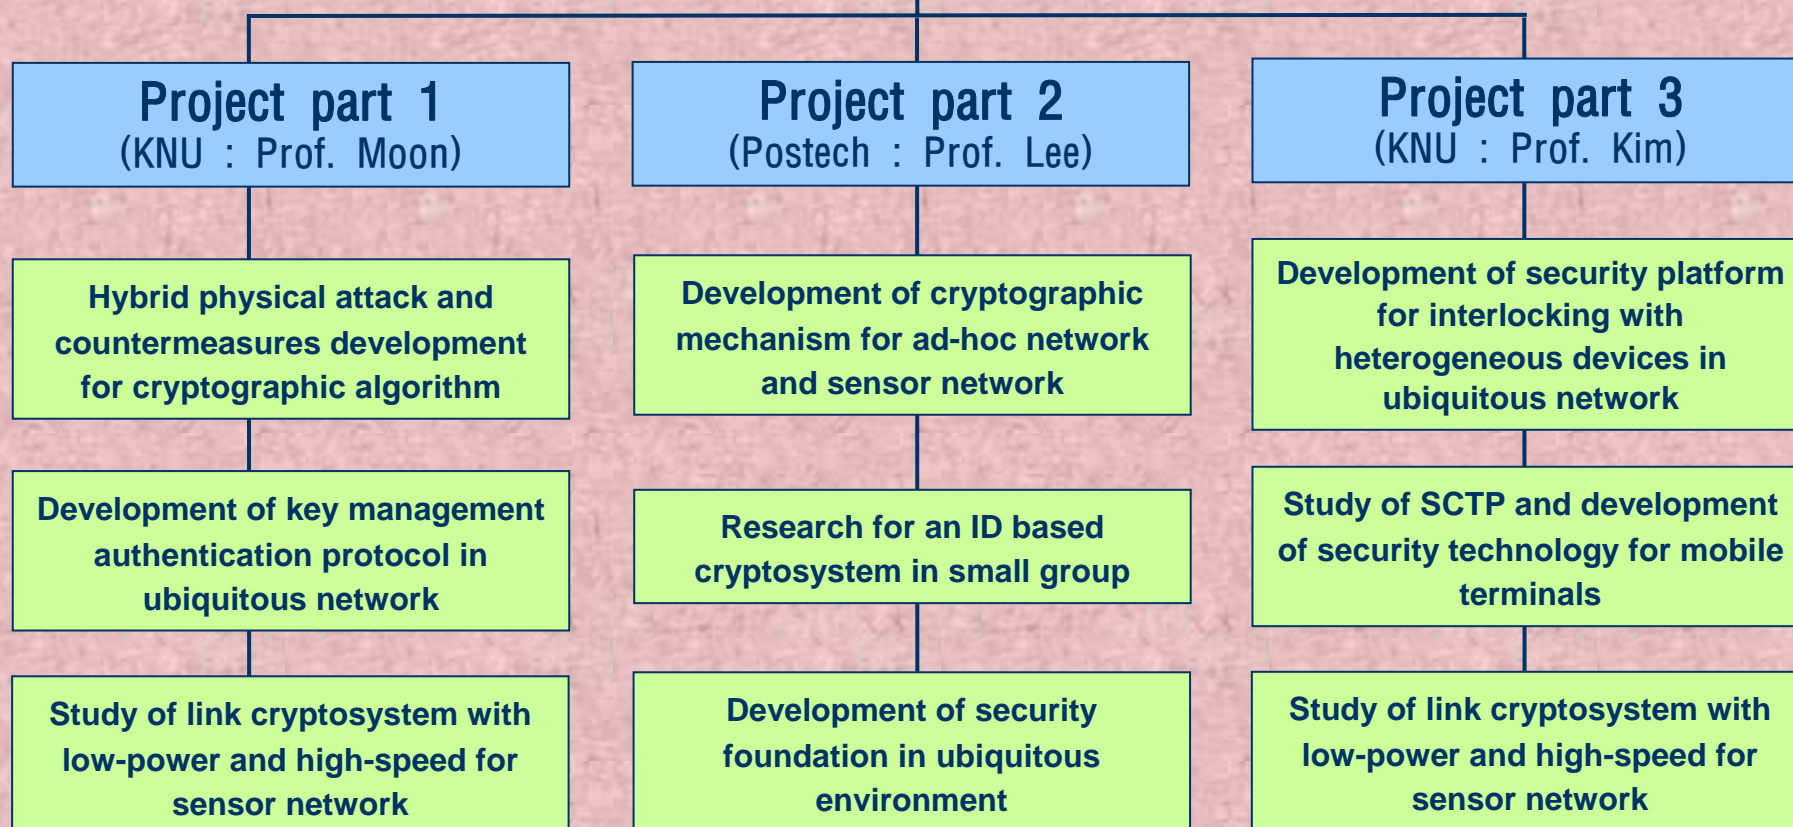 Project part 1
(KNU : Prof. Moon)
Hybrid physical attack and
countermeasures development
for cryptographic algorithm
Development of key management
authentication protocol in
ubiquitous network
Study of link cryptosystem with
low-power and high-speed for
sensor network
Project part 2
(Postech : Prof. Lee)
Development of cryptographic
mechanism for ad-hoc network
and sensor network
Research for an ID based
cryptosystem in small group
Development of security
foundation in ubiquitous
environment
Project part 3
(KNU : Prof. Kim)
Development of security platform
for interlocking with
heterogeneous devices in
ubiquitous network
Study of SCTP and development
of security technology for mobile
terminals
Study of link cryptosystem with
low-power and high-speed for
sensor network